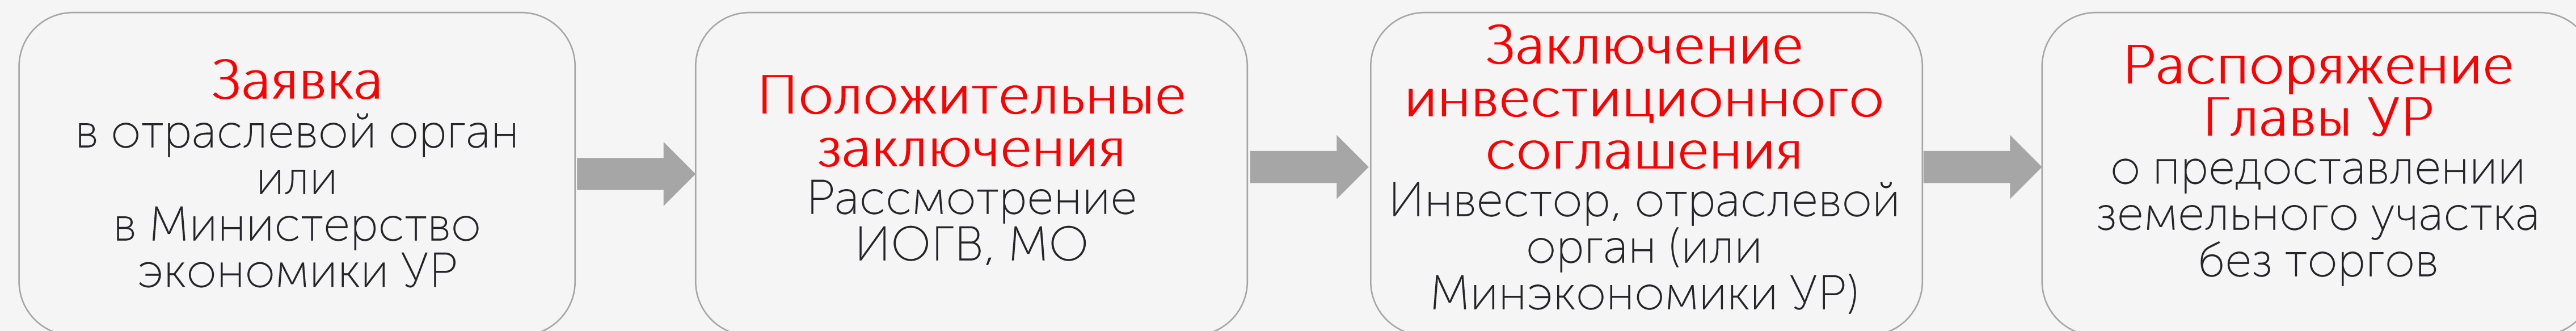 Заявка
в отраслевой орган
или
в Министерство
экономики УР
Положительные
заключения
Рассмотрение
ИОГВ, МО
Заключение
инвестиционного
соглашения
Инвестор, отраслевой
орган (или
Минэкономики УР)
Распоряжение
Главы УР
о предоставлении
земельного участка
без торгов